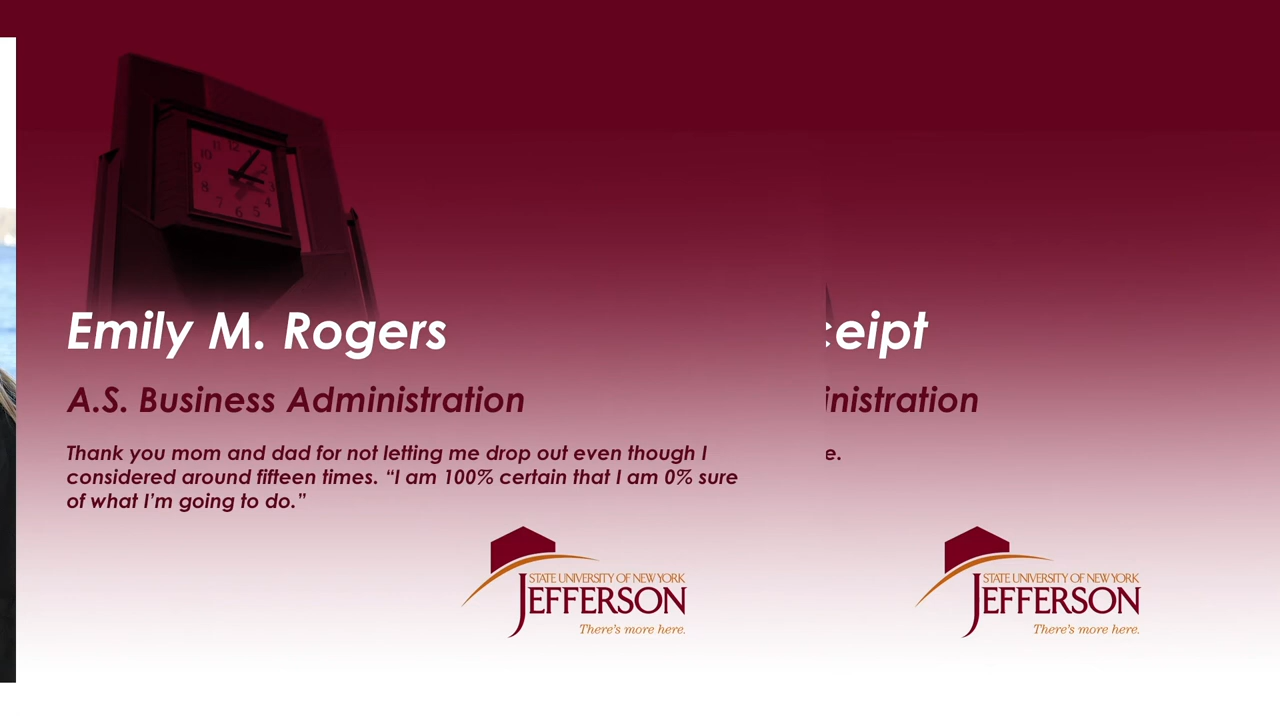 Emily M. Rogers
A.S. Business Administration
Thank you mom and dad for not letting me drop out even though I
considered around fifteen times. “I am 100% certain that I am 0% sure
of what I’m going to do.”
STATE UNIVERSITY OF NEW YORK
JEFFERSON
There’s more here.
ceipt
inistration
e.
STATE UNIVERSITY OF NEW YORK
JEFFERSON
There’s more here.